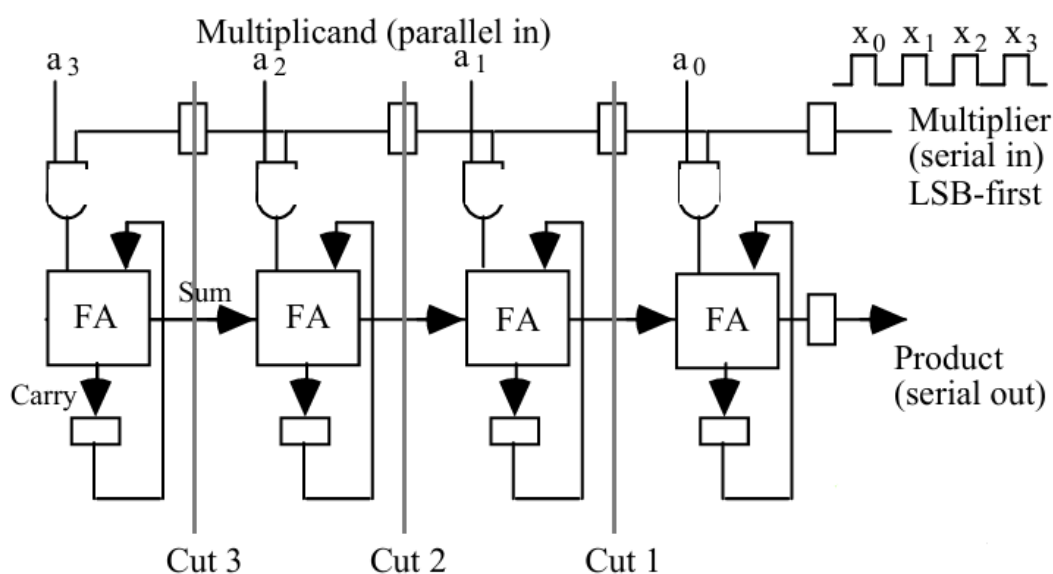 Multiplicand (parallel in)
a3 a2 a1 a0
x0 x1 x2 x3
Multiplier
(serial in)
LSB-first
FA Sum FA FA FA
Carry
Product
(serial out)
Cut 3 Cut 2 Cut 1